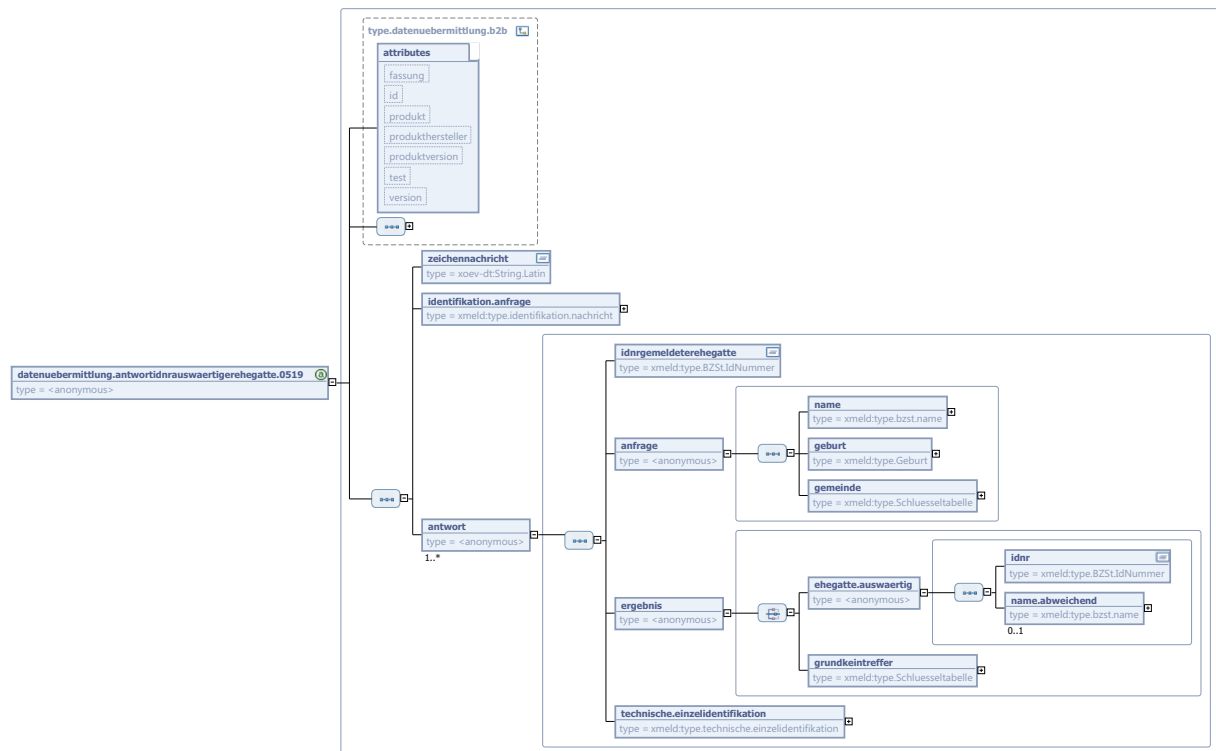 type.datenuebermittlung.b2b
attributes
fassung
id
produkt
produkthersteller
produktversion
test
version
zeichennachricht
type = xoev-dt:String.Latin
identifikation.anfrage
type = xmeld:type.identifikation.nachricht
datenuebermittlung.antwortidnrauswaertigerehegatte.0519
a
type = <anonymous>
antwort
type = <anonymous>
1..*
idnrgemeldeterehegatte
type = xmeld:type.BZSt.IdNummer
anfrage
type = <anonymous>
name
type = xmeld:type.bzst.name
geburt
type = xmeld:type.Geburt
gemeinde
type = xmeld:type.Schluesseltabelle
ergebnis
type = <anonymous>
ehegatte.auswaertig
type = <anonymous>
idnr
type = xmeld:type.BZSt.IdNummer
name.abweichend
type = xmeld:type.bzst.name
0..1
grundkeintreffer
type = xmeld:type.Schluesseltabelle
technische.einzelidentifikation
type = xmeld:type.technische.einzelidentifikation